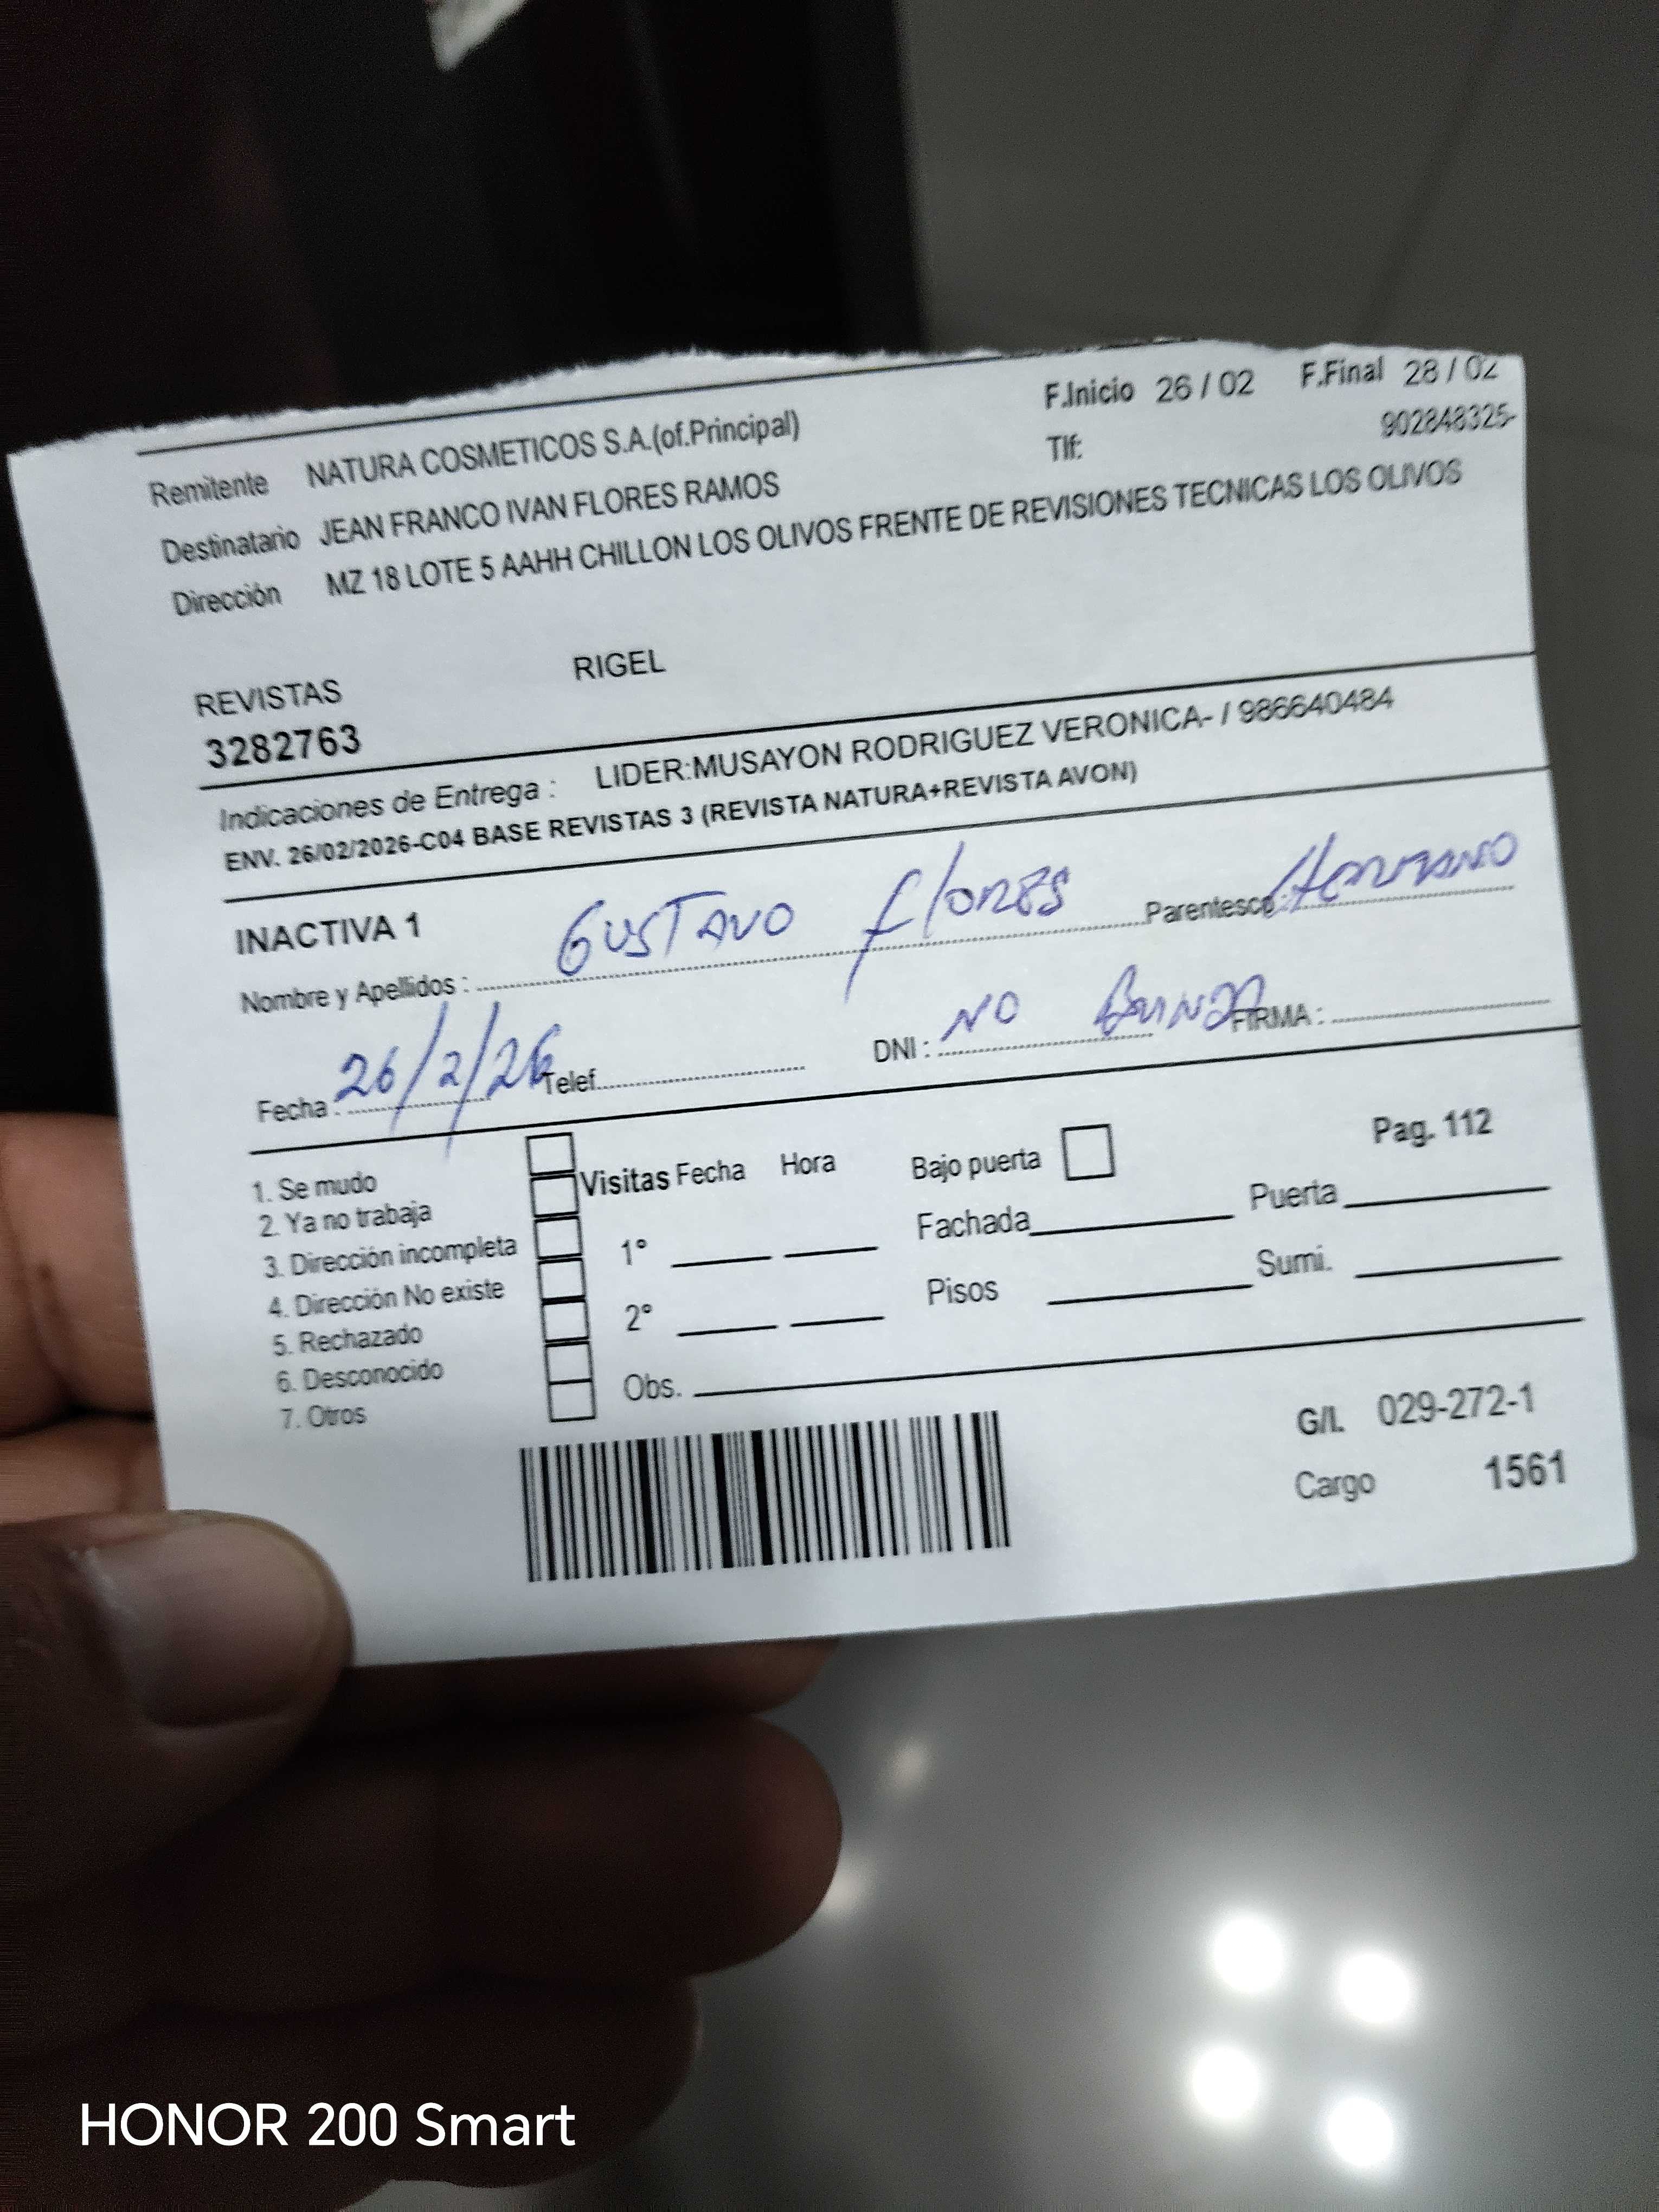 F.Inicio 26 / 02 F.Final 28 / 02
Remitente NATURA COSMETICOS S.A.(of.Principal) Tlf: 902848325-
Destinatario JEAN FRANCO IVAN FLORES RAMOS
Dirección MZ 18 LOTE 5 AAHH CHILLON LOS OLIVOS FRENTE DE REVISIONES TECNICAS LOS OLIVOS
REVISTAS RIGEL
3282763
Indicaciones de Entrega : LIDER:MUSAYON RODRIGUEZ VERONICA- / 986640484
ENV. 26/02/2026-C04 BASE REVISTAS 3 (REVISTA NATURA+REVISTA AVON)
INACTIVA 1
Nombre y Apellidos : GUSTAVO flores Parentesco: Hermano
Fecha : 26/2/26 Telef. DNI : NO Brinda FIRMA :
1. Se mudo
2. Ya no trabaja
3. Dirección incompleta
4. Dirección No existe
5. Rechazado
6. Desconocido
7. Otros
Visitas Fecha Hora
1°
2°
Obs.
Bajo puerta Pag. 112
Fachada Puerta
Pisos Sumi.
G/l. 029-272-1
Cargo 1561
HONOR 200 Smart